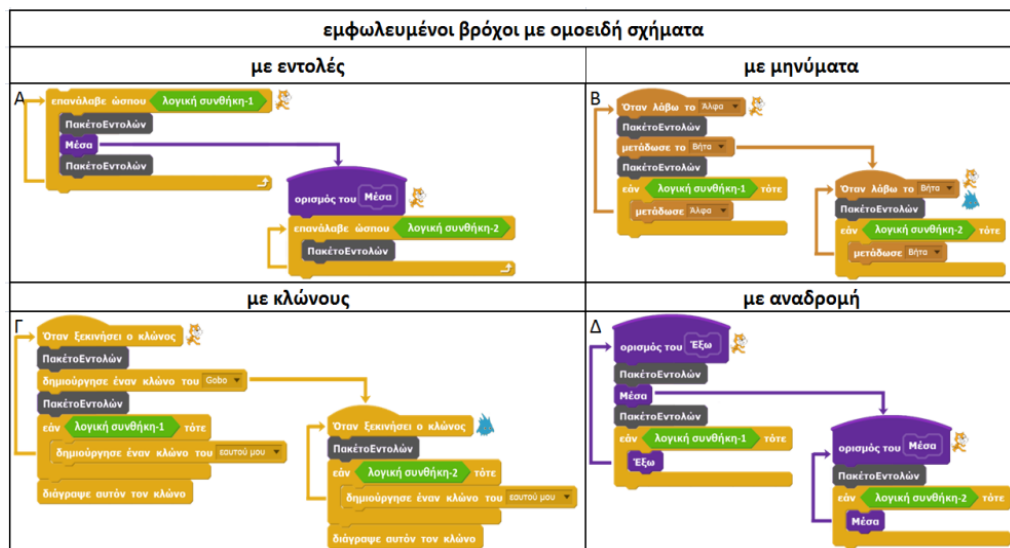 εμφωλευμένοι βρόχοι με ομοειδή σχήματα
με εντολές
με μηνύματα
Α
επανάλαβε ώσπου λογική συνθήκη-1
ΠακέτοΕντολών
Μέσα
ΠακέτοΕντολών
ορισμός του Μέσα
επανάλαβε ώσπου λογική συνθήκη-2
ΠακέτοΕντολών
Β
Όταν λάβω το Άλφα
ΠακέτοΕντολών
μετάδωσε το Βήτα
ΠακέτοΕντολών
εάν λογική συνθήκη-1 τότε
μετάδωσε Άλφα
Όταν λάβω το Βήτα
ΠακέτοΕντολών
εάν λογική συνθήκη-2 τότε
μετάδωσε Βήτα
με κλώνους
με αναδρομή
Γ
Όταν ξεκινήσει ο κλώνος
ΠακέτοΕντολών
δημιούργησε έναν κλώνο του Gobo
ΠακέτοΕντολών
εάν λογική συνθήκη-1 τότε
δημιούργησε έναν κλώνο του εαυτού μου
διάγραψε αυτόν τον κλώνο
Όταν ξεκινήσει ο κλώνος
ΠακέτοΕντολών
εάν λογική συνθήκη-2 τότε
δημιούργησε έναν κλώνο του εαυτού μου
διάγραψε αυτόν τον κλώνο
Δ
ορισμός του Έξω
ΠακέτοΕντολών
Μέσα
ΠακέτοΕντολών
εάν λογική συνθήκη-1 τότε
Έξω
ορισμός του Μέσα
ΠακέτοΕντολών
εάν λογική συνθήκη-2 τότε
Μέσα